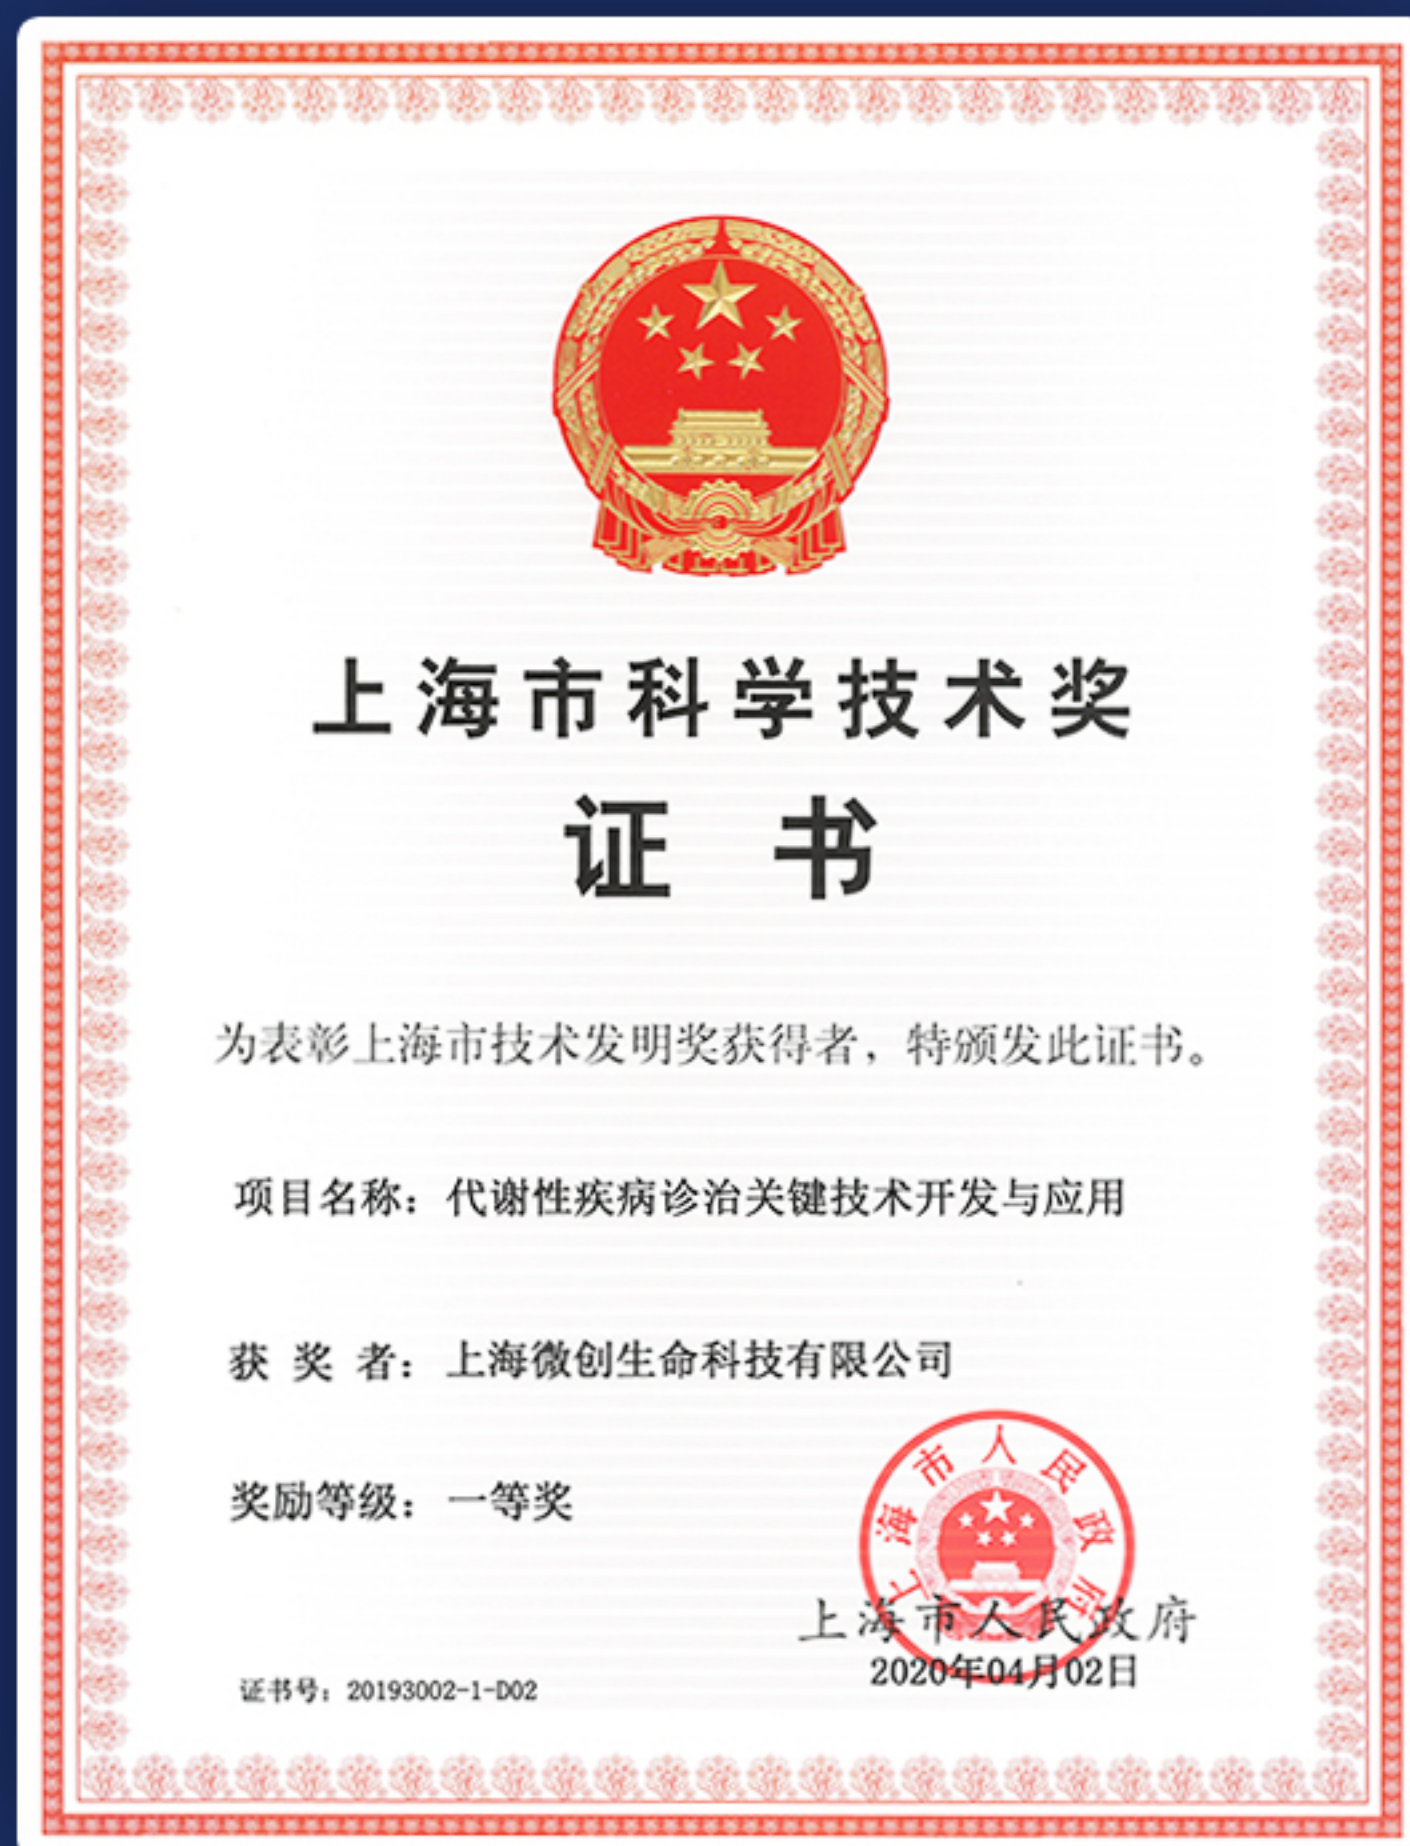 上海市科学技术奖
证 书
为表彰上海市技术发明奖获得者，特颁发此证书。
项目名称：代谢性疾病诊治关键技术开发与应用
获 奖 者：上海微创生命科技有限公司
奖励等级：一等奖
上海市人民政府
上海市人民政府
2020年04月02日
证书号：20193002-1-D02